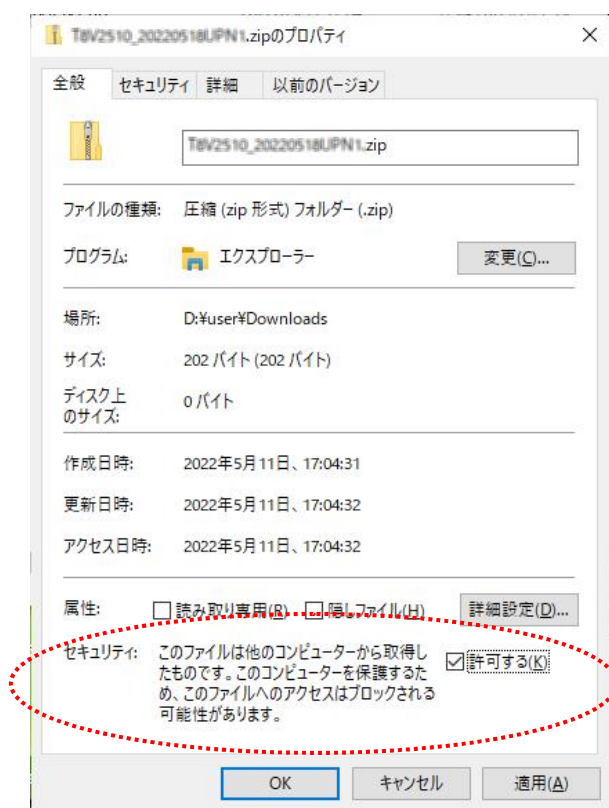 T8V2510_20220518UPN1.zipのプロパティ
全般 セキュリティ 詳細 以前のバージョン
T8V2510_20220518UPN1.zip
ファイルの種類: 圧縮 (zip 形式) フォルダー (.zip)
プログラム: エクスプローラー 変更(C)...
場所: D:¥user¥Downloads
サイズ: 202 バイト (202 バイト)
ディスク上
のサイズ: 0 バイト
作成日時: 2022年5月11日、17:04:31
更新日時: 2022年5月11日、17:04:32
アクセス日時: 2022年5月11日、17:04:32
属性: 読み取り専用(R) 隠しファイル(H) 詳細設定(D)...
セキュリティ: このファイルは他のコンピューターから取得し
たものです。このコンピューターを保護するた 許可する(K)
め、このファイルへのアクセスはブロックされる
可能性があります。
OK キャンセル 適用(A)